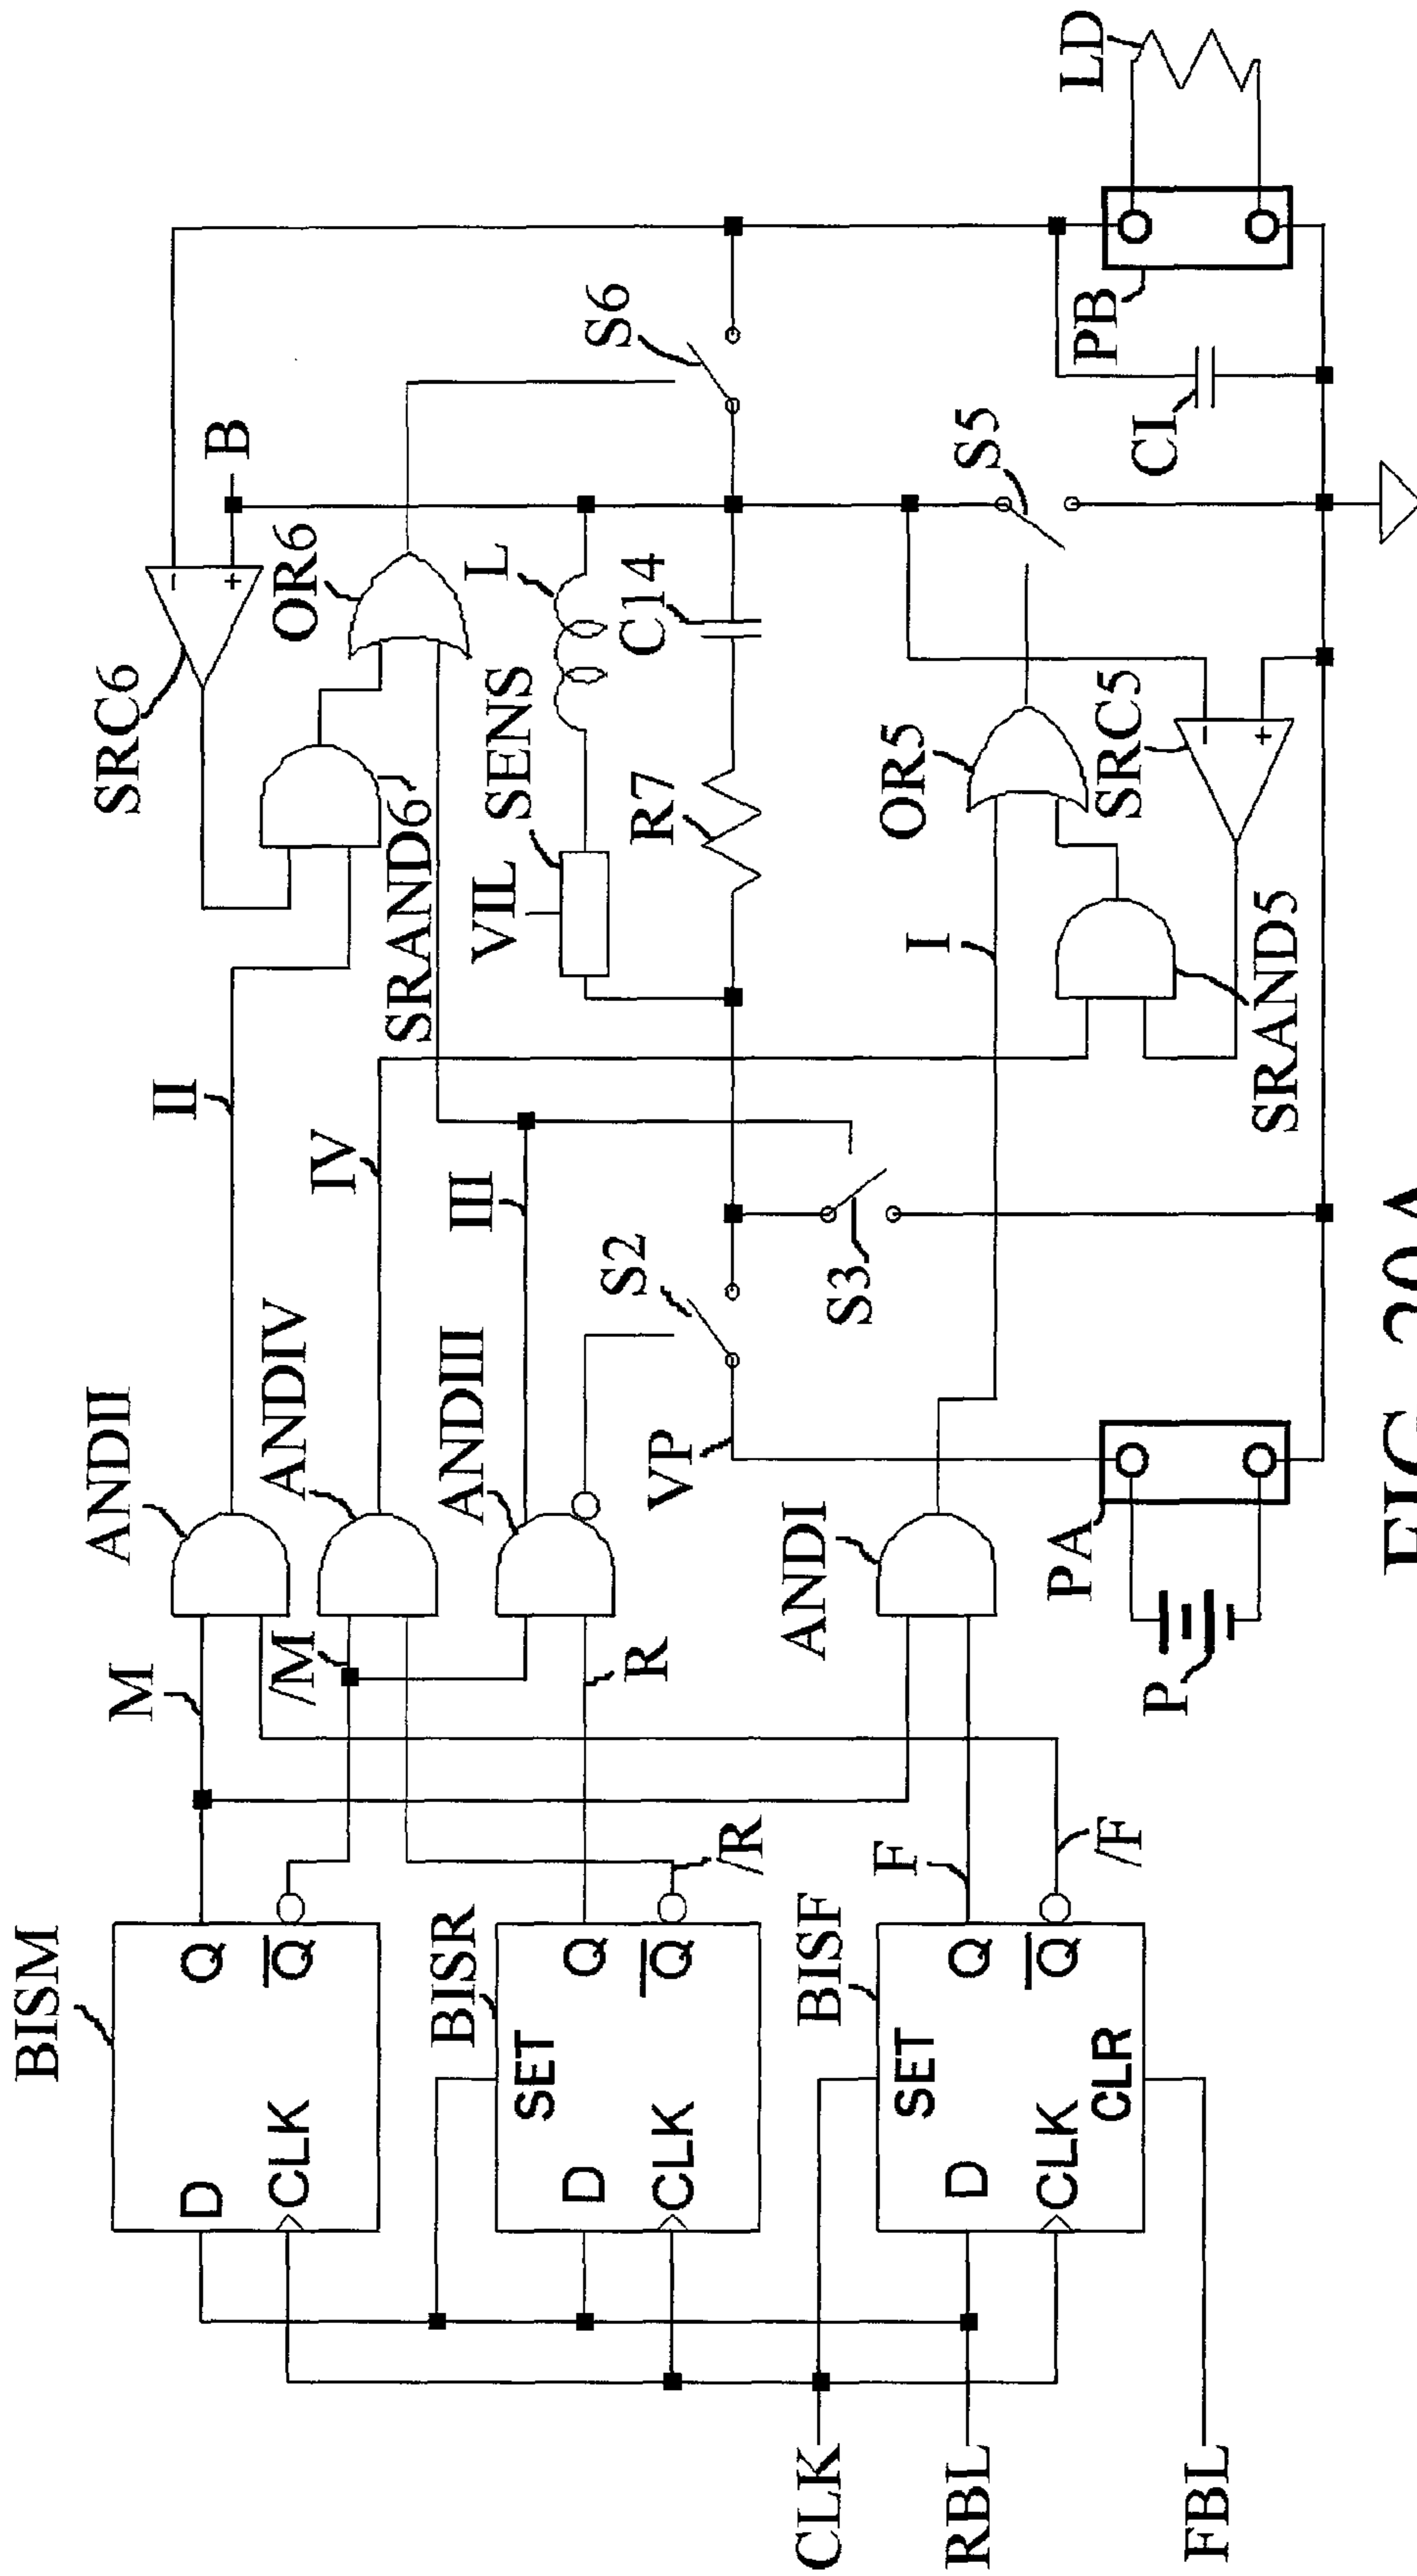 BISM
D
CLK
Q
Q
M
/M
ANDII
II
SRC6
-
+
B
OR6
SRAND6
ANDIV
IV
BISR
SET
D
CLK
Q
Q
R
/R
ANDIII
III
VIL
SENS
L
S6
S2
R7
C14
VP
S3
BISF
SET
D
CLK
CLR
Q
Q
F
/F
ANDI
I
OR5
S5
SRC5
-
+
SRAND5
CLK
RBL
FBL
P
PA
CI
PB
LD